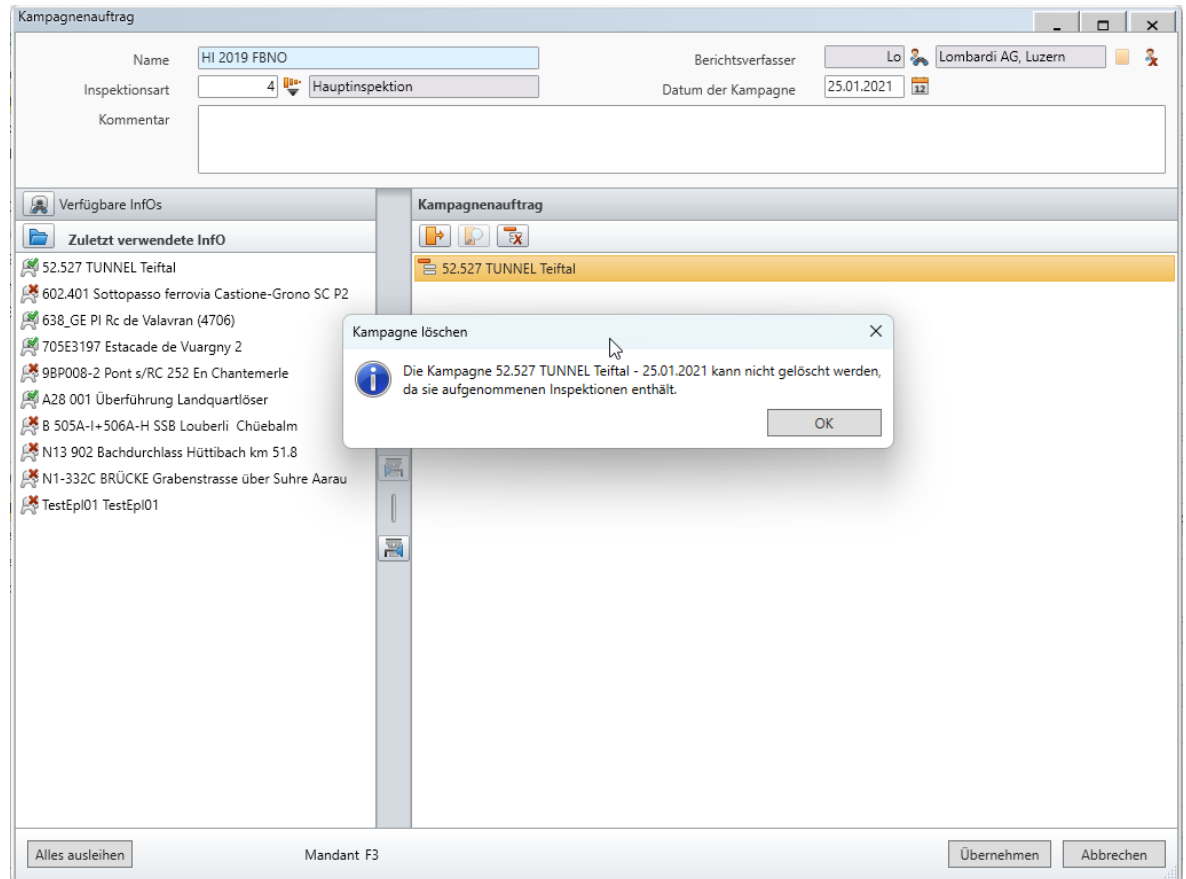 Kampagnenauftrag
Name HI 2019 FBNO Berichtsverfasser Lo Lombardi AG, Luzern
Inspektionsart 4 Hauptinspektion Datum der Kampagne 25.01.2021 12
Kommentar
Verfügbare InfOs
Zuletzt verwendete InfO
52.527 TUNNEL Teiftal
602.401 Sottopasso ferrovia Castione-Grono SC P2
638_GE PI Rc de Valavran (4706)
705E3197 Estacade de Vuargny 2
9BP008-2 Pont s/RC 252 En Chantemerle
A28 001 Überführung Landquartlöser
B 505A-I+506A-H SSB Louberli Chüebalm
N13 902 Bachdurchlass Hüttibach km 51.8
N1-332C BRÜCKE Grabenstrasse über Suhre Aarau
TestEpl01 TestEpl01
Kampagnenauftrag
52.527 TUNNEL Teiftal
Kampagne löschen
Die Kampagne 52.527 TUNNEL Teiftal - 25.01.2021 kann nicht gelöscht werden,
da sie aufgenommenen Inspektionen enthält.
OK
Alles ausleihen Mandant F3 Übernehmen Abbrechen